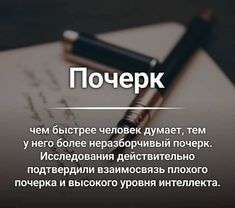 Почерк
чем быстрее человек думает, тем
у него более неразборчивый почерк.
Исследования действительно
подтвердили взаимосвязь плохого
почерка и высокого уровня интеллекта.